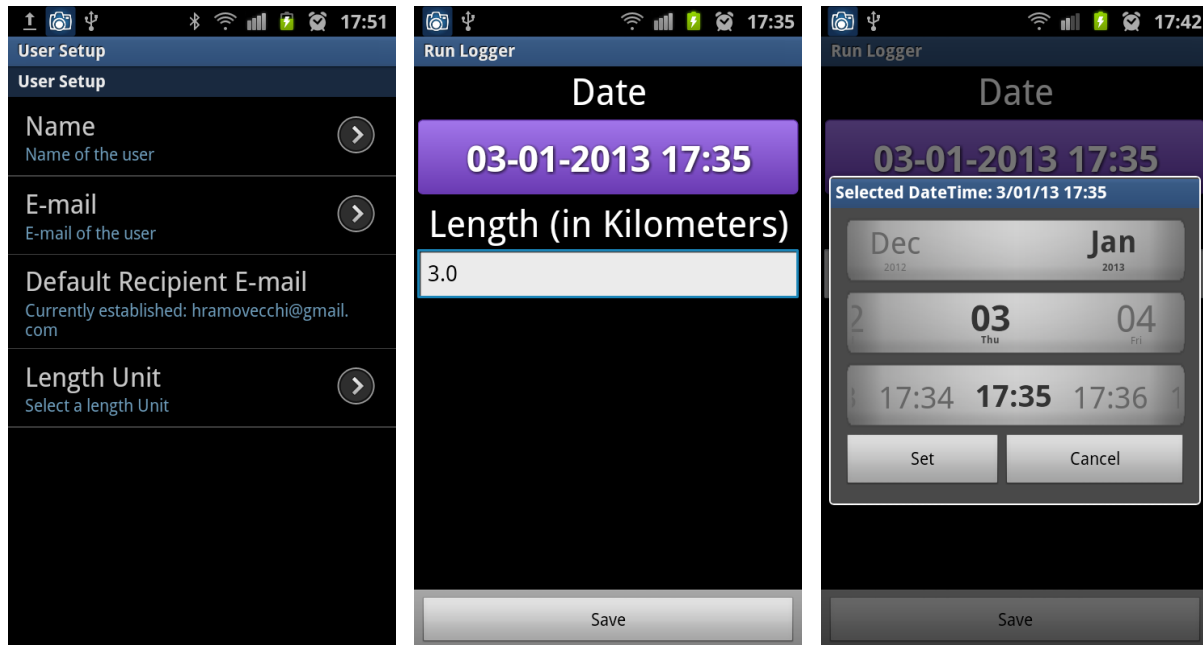 17:51
User Setup
User Setup
Name
Name of the user
E-mail
E-mail of the user
Default Recipient E-mail
Currently established: hramovecchi@gmail.
com
Length Unit
Select a length Unit
17:35
Run Logger
Date
03-01-2013 17:35
Length (in Kilometers)
3.0
Save
17:42
Run Logger
Date
03-01-2013 17:35
Selected DateTime: 3/01/13 17:35
Dec Jan
2012 2013
2 03 04
Thu Fri
17:34 17:35 17:36 1
Set Cancel
Save